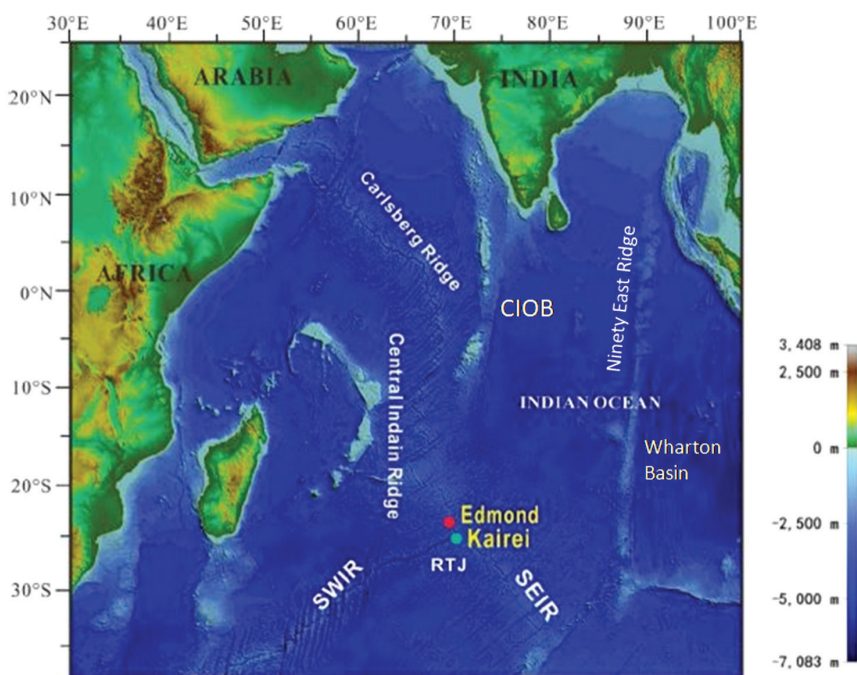 30°E 40°E 50°E 60°E 70°E 80°E 90°E 100°E
ARABIA
INDIA
20°N
10°N
Carlsberg Ridge
AFRICA
0°N
CIOB
Ninety East Ridge
Central Indain Ridge
10°S
INDIAN OCEAN
Wharton
Basin
20°S
Edmond
Kairei
RTJ
SWIR
SEIR
30°S
3,408 m
2,500 m
0 m
-2,500 m
-5,000 m
-7,083 m